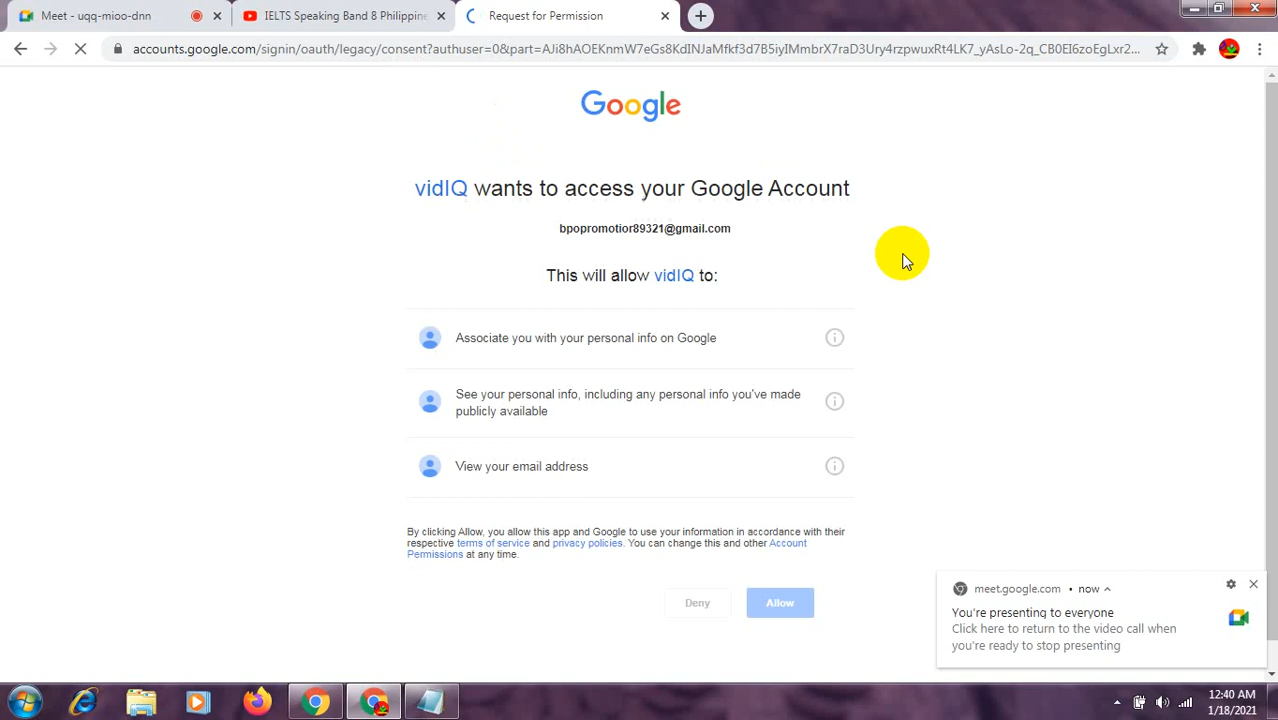 Meet - uqq-mioo-dnn
IELTS Speaking Band 8 Philippine
Request for Permission
accounts.google.com/signin/oauth/legacy/consent?authuser=0&part=AJi8hAOEKnmW7eGs8KdINJaMfkf3d7B5iyIMmbrX7raD3Ury4rzpwuxRt4LK7_yAsLo-2q_CB0EI6zoEgLxr2...
Google
vidIQ wants to access your Google Account
bpopromotior89321@gmail.com
This will allow vidIQ to:
Associate you with your personal info on Google
See your personal info, including any personal info you've made
publicly available
View your email address
By clicking Allow, you allow this app and Google to use your information in accordance with their
respective terms of service and privacy policies. You can change this and other Account
Permissions at any time.
Deny
Allow
meet.google.com • now
You're presenting to everyone
Click here to return to the video call when
you're ready to stop presenting
12:40 AM
1/18/2021